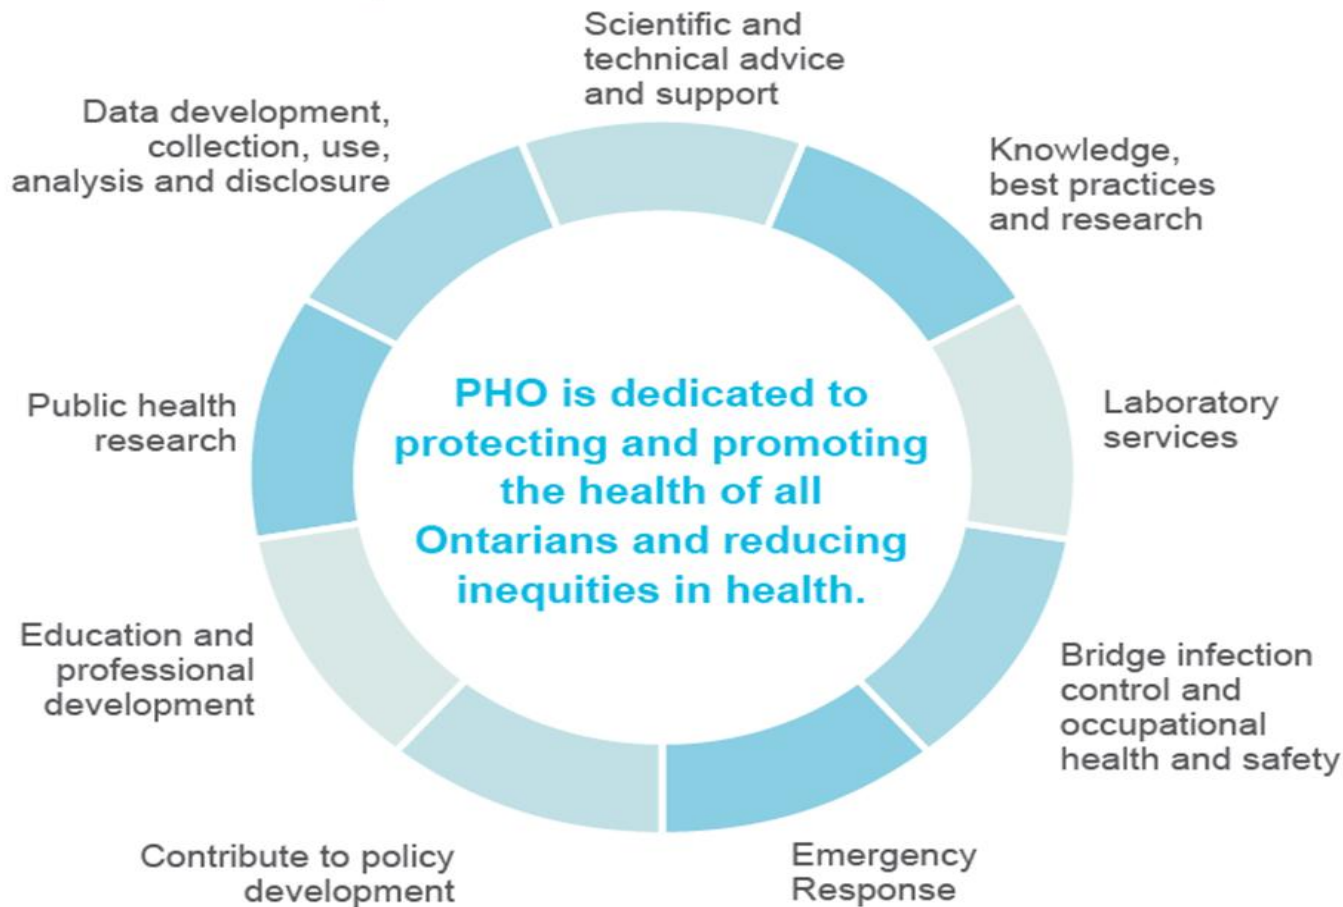 Scientific and
technical advice
and support
Knowledge,
best practices
and research
Laboratory
services
Bridge infection
control and
occupational
health and safety
Emergency
Response
Contribute to policy
development
Education and
professional
development
Public health
research
Data development,
collection, use,
analysis and disclosure
PHO is dedicated to
protecting and promoting
the health of all
Ontarians and reducing
inequities in health.